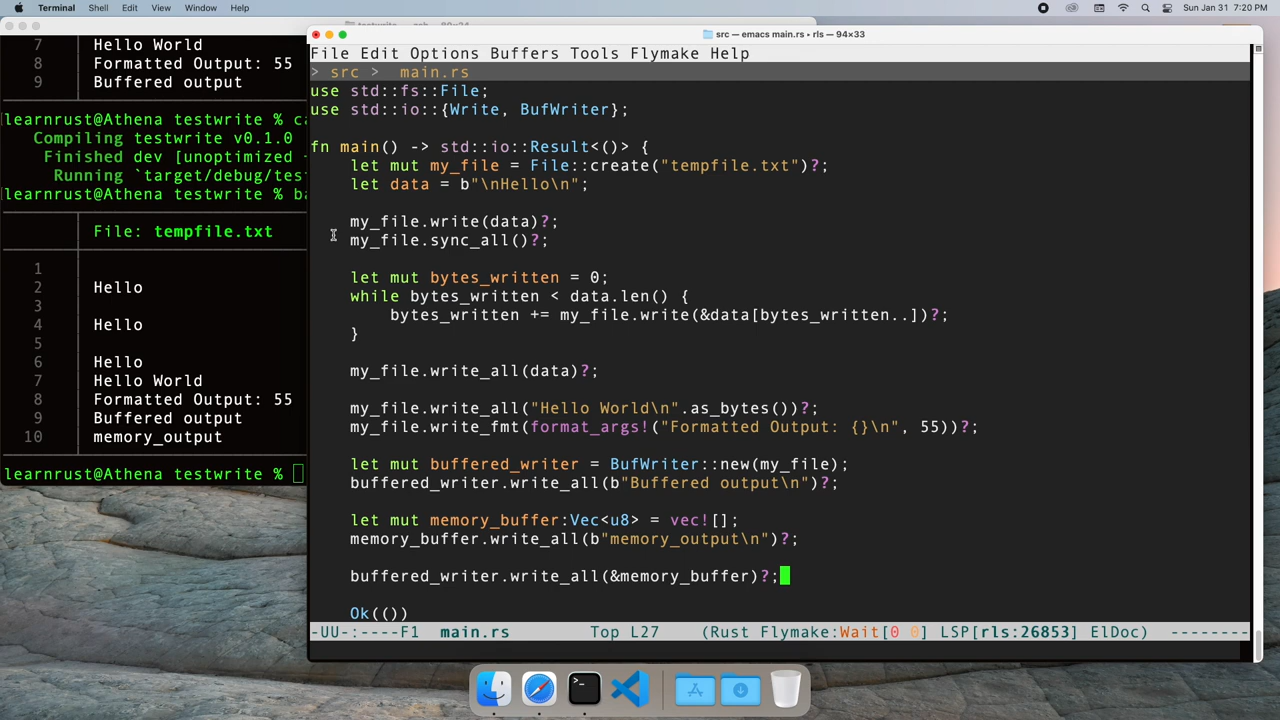 Terminal Shell Edit View Window Help
Sun Jan 31 7:20 PM
7 Hello World
8 Formatted Output: 55
9 Buffered output
learnrust@Athena testwrite % ca
Compiling testwrite v0.1.0
Finished dev [unoptimized
Running `target/debug/tes
learnrust@Athena testwrite % ba
File: tempfile.txt
1
2 Hello
3
4 Hello
5
6 Hello
7 Hello World
8 Formatted Output: 55
9 Buffered output
10 memory_output
learnrust@Athena testwrite %
src — emacs main.rs ▸ rls — 94×33
File Edit Options Buffers Tools Flymake Help
> src > main.rs
use std::fs::File;
use std::io::{Write, BufWriter};
fn main() -> std::io::Result<()> {
let mut my_file = File::create("tempfile.txt")?;
let data = b"\nHello\n";
my_file.write(data)?;
my_file.sync_all()?;
let mut bytes_written = 0;
while bytes_written < data.len() {
bytes_written += my_file.write(&data[bytes_written..])?;
}
my_file.write_all(data)?;
my_file.write_all("Hello World\n".as_bytes())?;
my_file.write_fmt(format_args!("Formatted Output: {}\n", 55))?;
let mut buffered_writer = BufWriter::new(my_file);
buffered_writer.write_all(b"Buffered output\n")?;
let mut memory_buffer:Vec<u8> = vec![];
memory_buffer.write_all(b"memory_output\n")?;
buffered_writer.write_all(&memory_buffer)?;
Ok(())
-UU-:----F1 main.rs Top L27 (Rust Flymake:Wait[0 0] LSP[rls:26853] ElDoc) --------